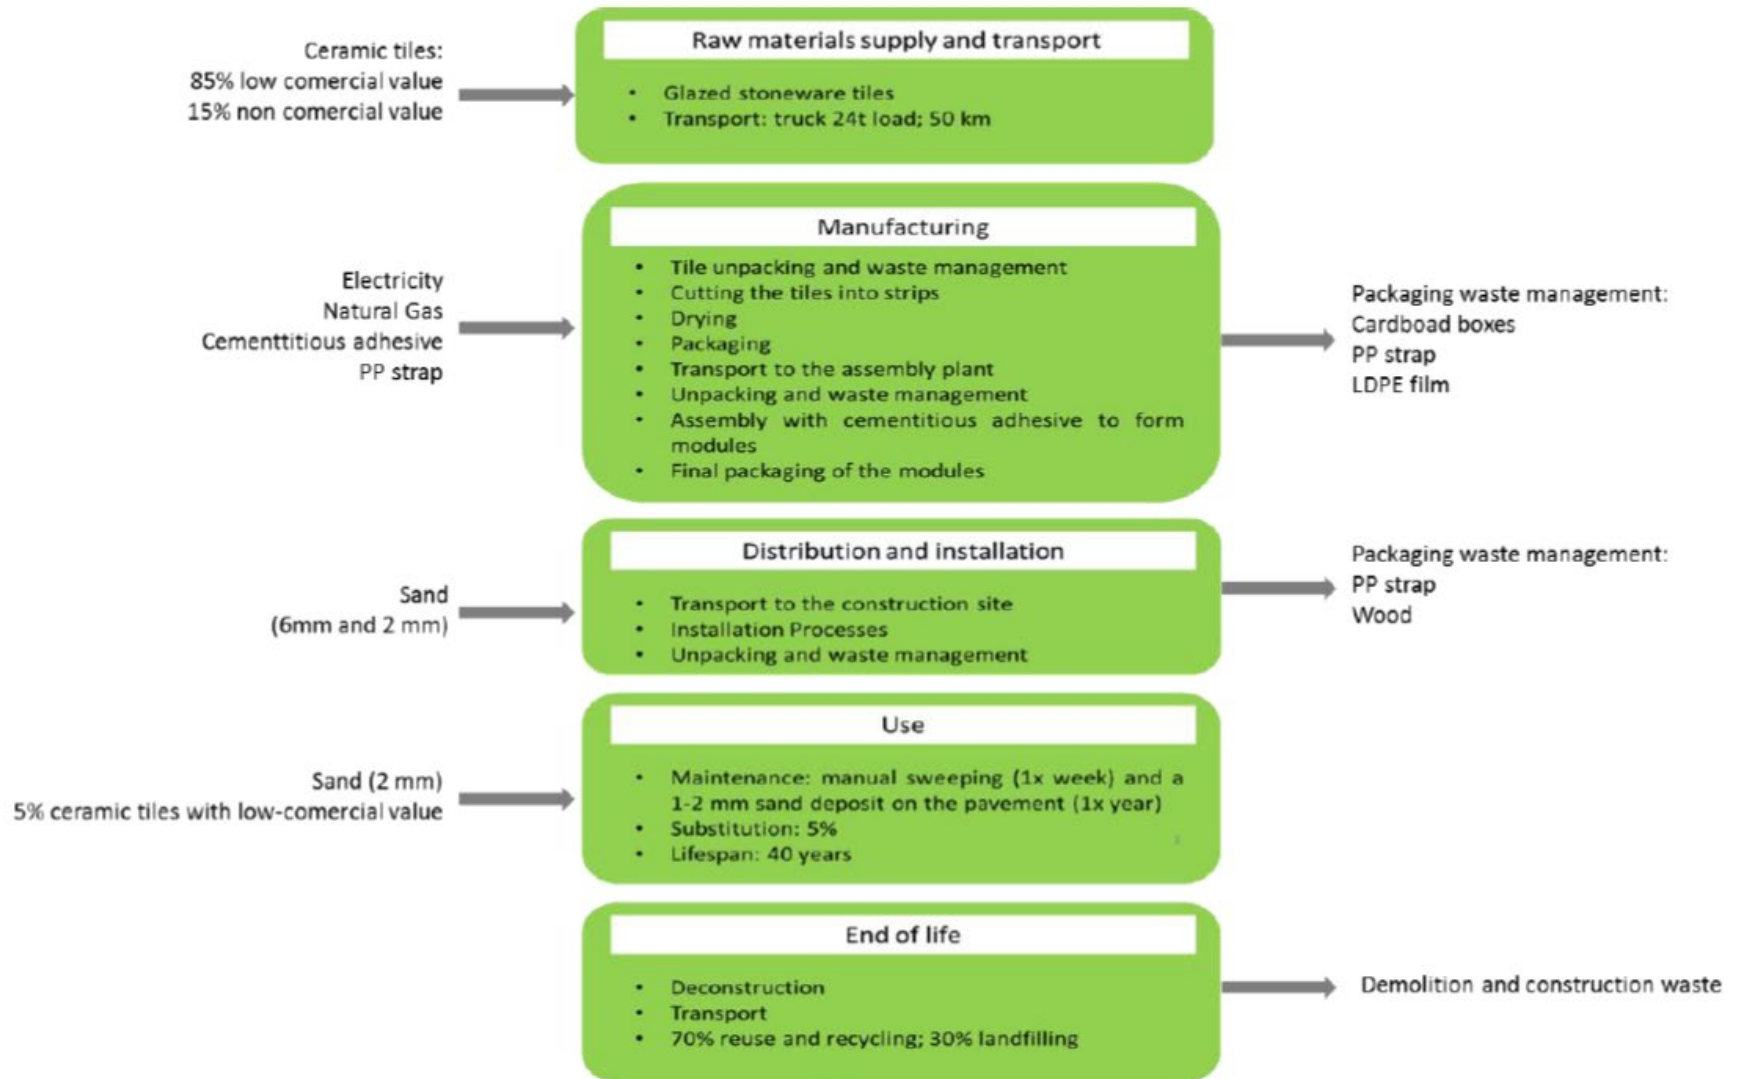 Ceramic tiles:
85% low comercial value
15% non comercial value
Raw materials supply and transport
• Glazed stoneware tiles
• Transport: truck 24t load; 50 km
Electricity
Natural Gas
Cementtitious adhesive
PP strap
Manufacturing
• Tile unpacking and waste management
• Cutting the tiles into strips
• Drying
• Packaging
• Transport to the assembly plant
• Unpacking and waste management
• Assembly with cementitious adhesive to form
modules
• Final packaging of the modules
Packaging waste management:
Cardboad boxes
PP strap
LDPE film
Sand
(6mm and 2 mm)
Distribution and installation
• Transport to the construction site
• Installation Processes
• Unpacking and waste management
Packaging waste management:
PP strap
Wood
Sand (2 mm)
5% ceramic tiles with low-comercial value
Use
• Maintenance: manual sweeping (1x week) and a
1-2 mm sand deposit on the pavement (1x year)
• Substitution: 5%
• Lifespan: 40 years
End of life
• Deconstruction
• Transport
• 70% reuse and recycling; 30% landfilling
Demolition and construction waste